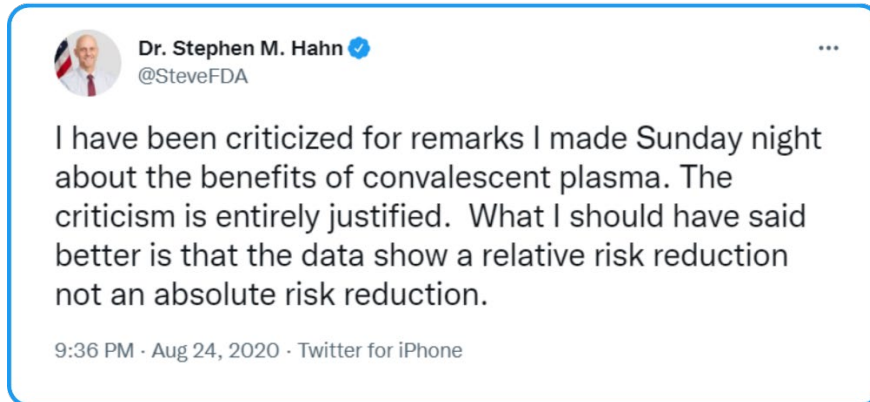 Dr. Stephen M. Hahn
@SteveFDA
I have been criticized for remarks I made Sunday night
about the benefits of convalescent plasma. The
criticism is entirely justified.  What I should have said
better is that the data show a relative risk reduction
not an absolute risk reduction.
9:36 PM · Aug 24, 2020 · Twitter for iPhone